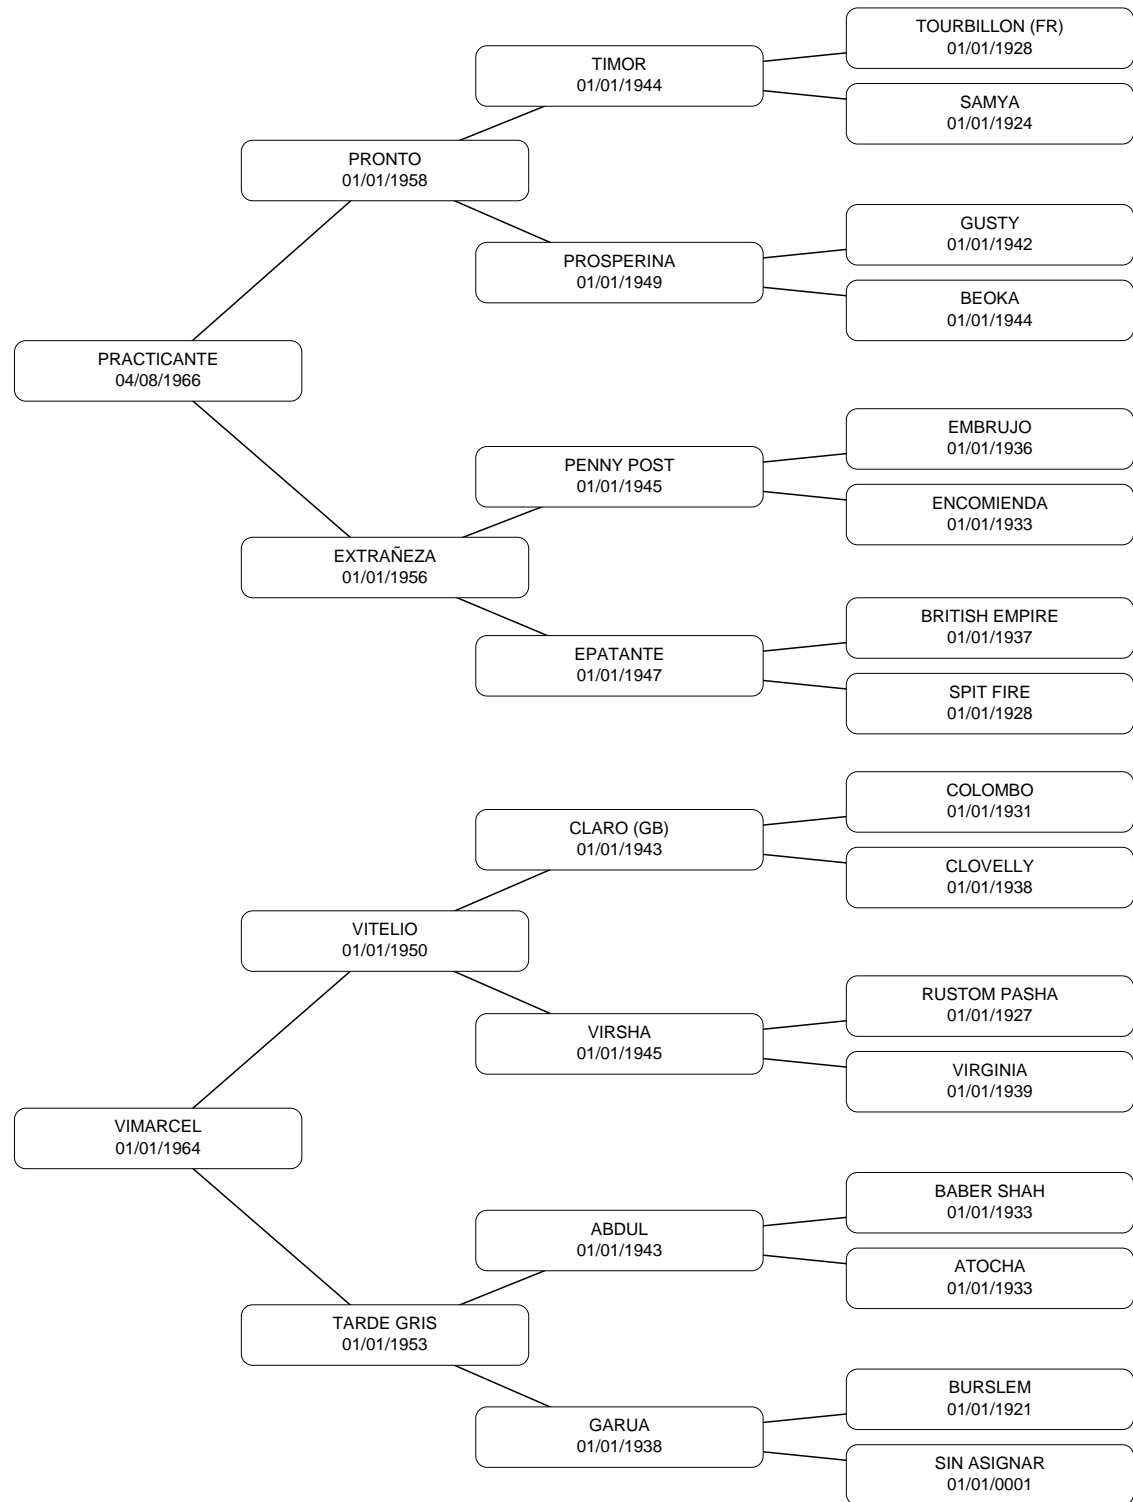 TOURBILLON (FR)
01/01/1928
TIMOR
01/01/1944
SAMYA
01/01/1924
PRONTO
01/01/1958
GUSTY
01/01/1942
PROSPERINA
01/01/1949
BEOKA
01/01/1944
PRACTICANTE
04/08/1966
EMBRUJO
01/01/1936
PENNY POST
01/01/1945
ENCOMIENDA
01/01/1933
EXTRAÑEZA
01/01/1956
BRITISH EMPIRE
01/01/1937
EPATANTE
01/01/1947
SPIT FIRE
01/01/1928
COLOMBO
01/01/1931
CLARO (GB)
01/01/1943
CLOVELLY
01/01/1938
VITELIO
01/01/1950
RUSTOM PASHA
01/01/1927
VIRSHA
01/01/1945
VIRGINIA
01/01/1939
VIMARCEL
01/01/1964
BABER SHAH
01/01/1933
ABDUL
01/01/1943
ATOCHA
01/01/1933
TARDE GRIS
01/01/1953
BURSLEM
01/01/1921
GARUA
01/01/1938
SIN ASIGNAR
01/01/0001